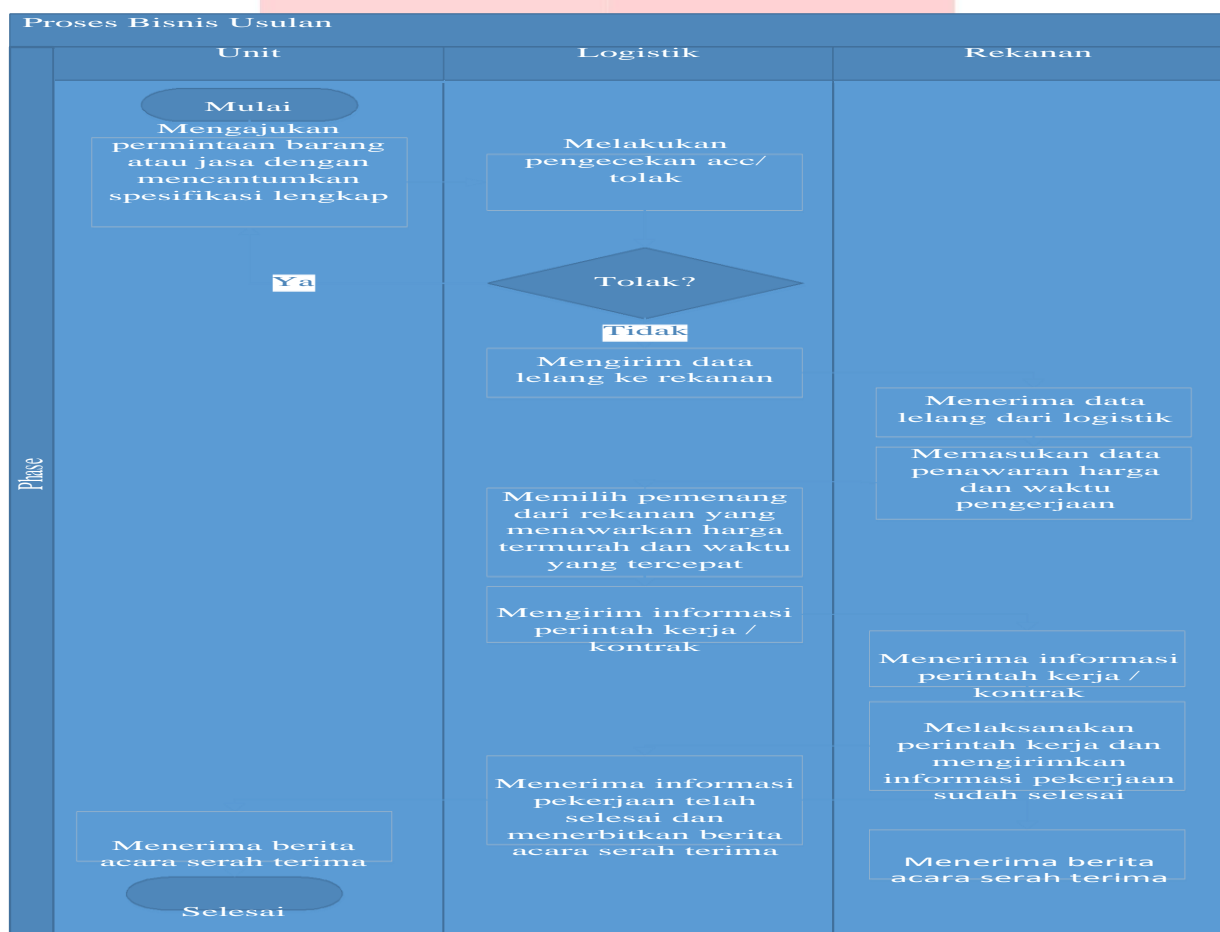 Proses Bisnis Usulan
Unit
Logistik
Rekanan
Phase
Mulai
Mengajukan
permintaan barang
atau jasa dengan
mencantumkan
spesifikasi lengkap
Melakukan
pengecekan acc/
tolak
Tolak?
Ya
Tidak
Mengirim data
lelang ke rekanan
Menerima data
lelang dari logistik
Memasukan data
penawaran harga
dan waktu
pengerjaan
Memilih pemenang
dari rekanan yang
menawarkan harga
termurah dan waktu
yang tercepat
Mengirim informasi
perintah kerja /
kontrak
Menerima informasi
perintah kerja /
kontrak
Melaksanakan
perintah kerja dan
mengirimkan
informasi pekerjaan
sudah selesai
Menerima informasi
pekerjaan telah
selesai dan
menerbitkan berita
acara serah terima
Menerima berita
acara serah terima
Menerima berita
acara serah terima
Selesai